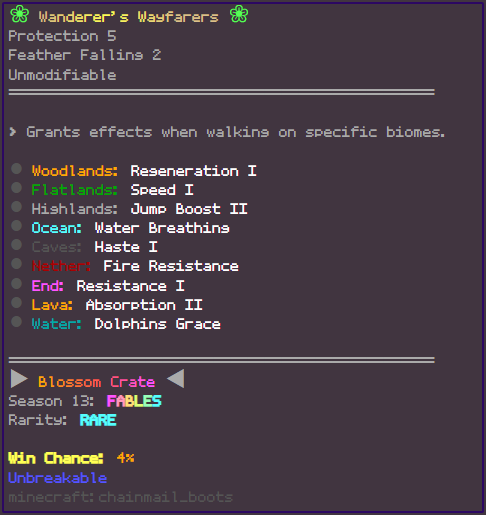 ❀ Wanderer's Wayfarers ❀
Protection 5
Feather Falling 2
Unmodifiable
> Grants effects when walking on specific biomes.
● Woodlands: Regeneration I
● Flatlands: Speed I
● Highlands: Jump Boost II
● Ocean: Water Breathing
● Caves: Haste I
● Nether: Fire Resistance
● End: Resistance I
● Lava: Absorption II
● Water: Dolphins Grace
▶ Blossom Crate ◀
Season 13: FABLES
Rarity: RARE
Win Chance: 4%
Unbreakable
minecraft:chainmail_boots